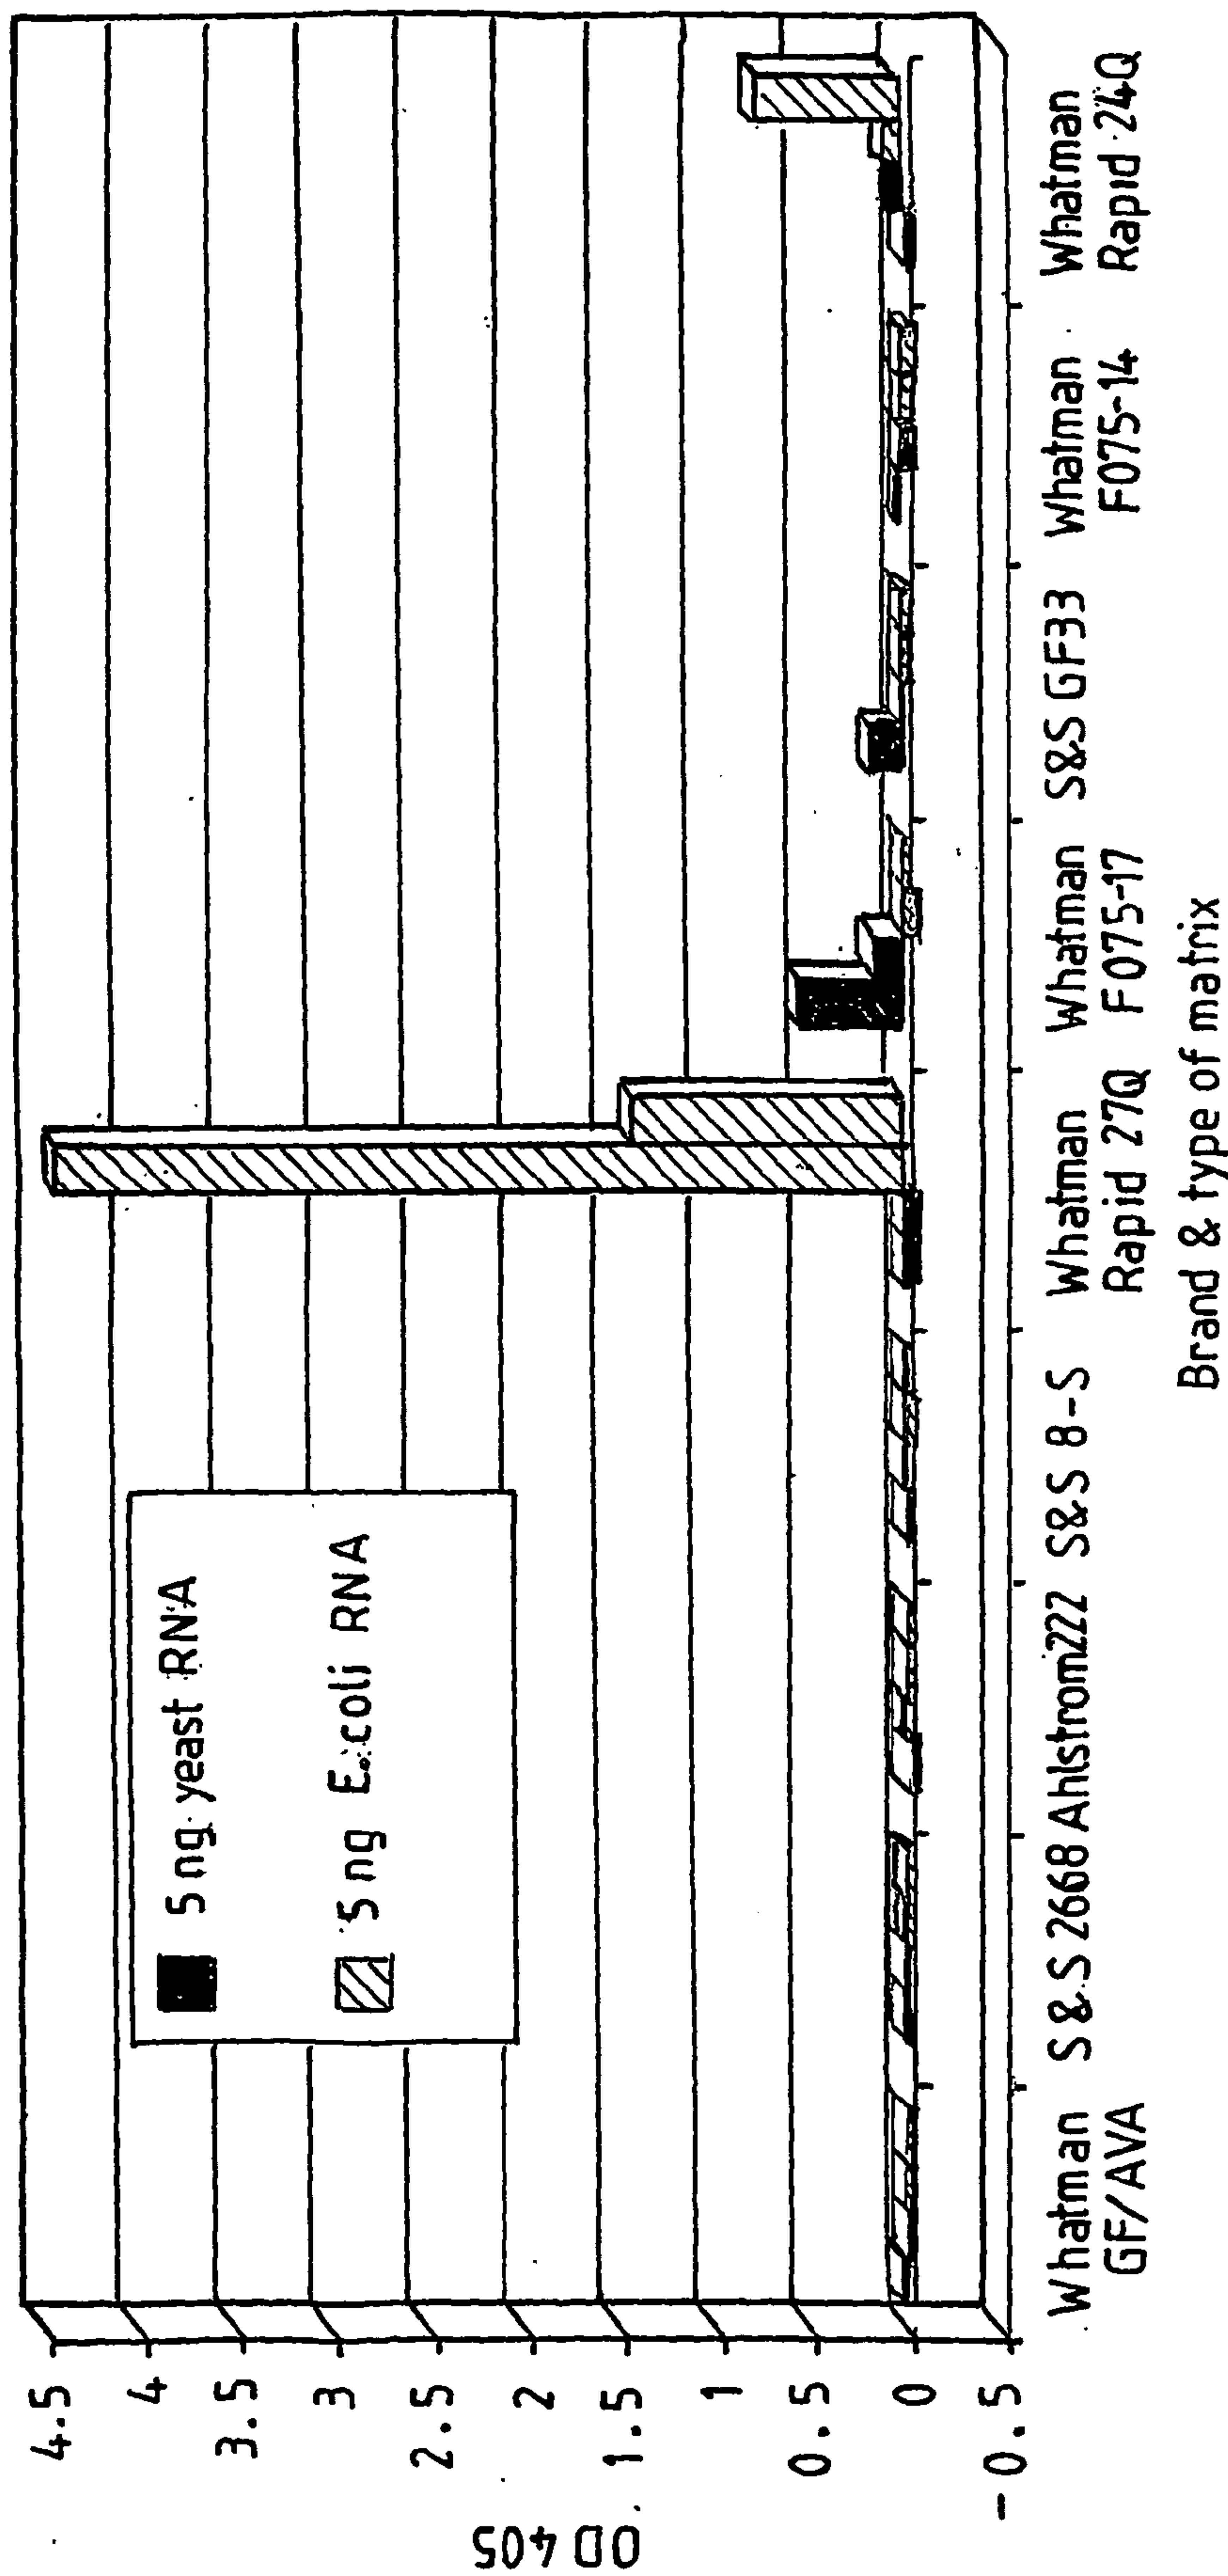 OD 405
4.5
4
3.5
3
2.5
2
1.5
1
0.5
0
-0.5
5 ng yeast RNA
5 ng E.coli RNA
Whatman
GF/AVA
S&S 2668
Ahlstrom222
S&S 8-S
Whatman
Rapid 27Q
Whatman
F075-17
S&S GF33
Whatman
F075-14
Whatman
Rapid 24Q
Brand & type of matrix